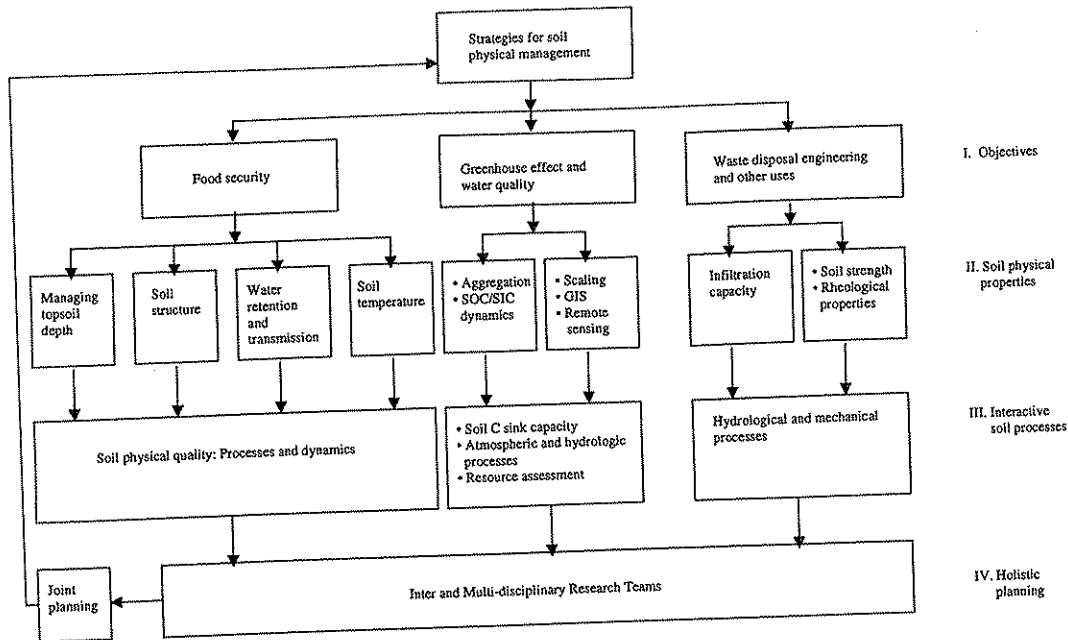 Strategies for soil
physical management
Food security
Greenhouse effect and
water quality
Waste disposal engineering
and other uses
I. Objectives
Managing
topsoil
depth
Soil
structure
Water
retention
and
transmission
Soil
temperature
• Aggregation
• SOC/SIC
dynamics
• Scaling
• GIS
• Remote
sensing
Infiltration
capacity
• Soil strength
• Rheological
properties
II. Soil physical
properties
Soil physical quality: Processes and dynamics
• Soil C sink capacity
• Atmospheric and hydrologic
processes
• Resource assessment
Hydrological and mechanical
processes
III. Interactive
soil processes
Joint
planning
Inter and Multi-disciplinary Research Teams
IV. Holistic
planning